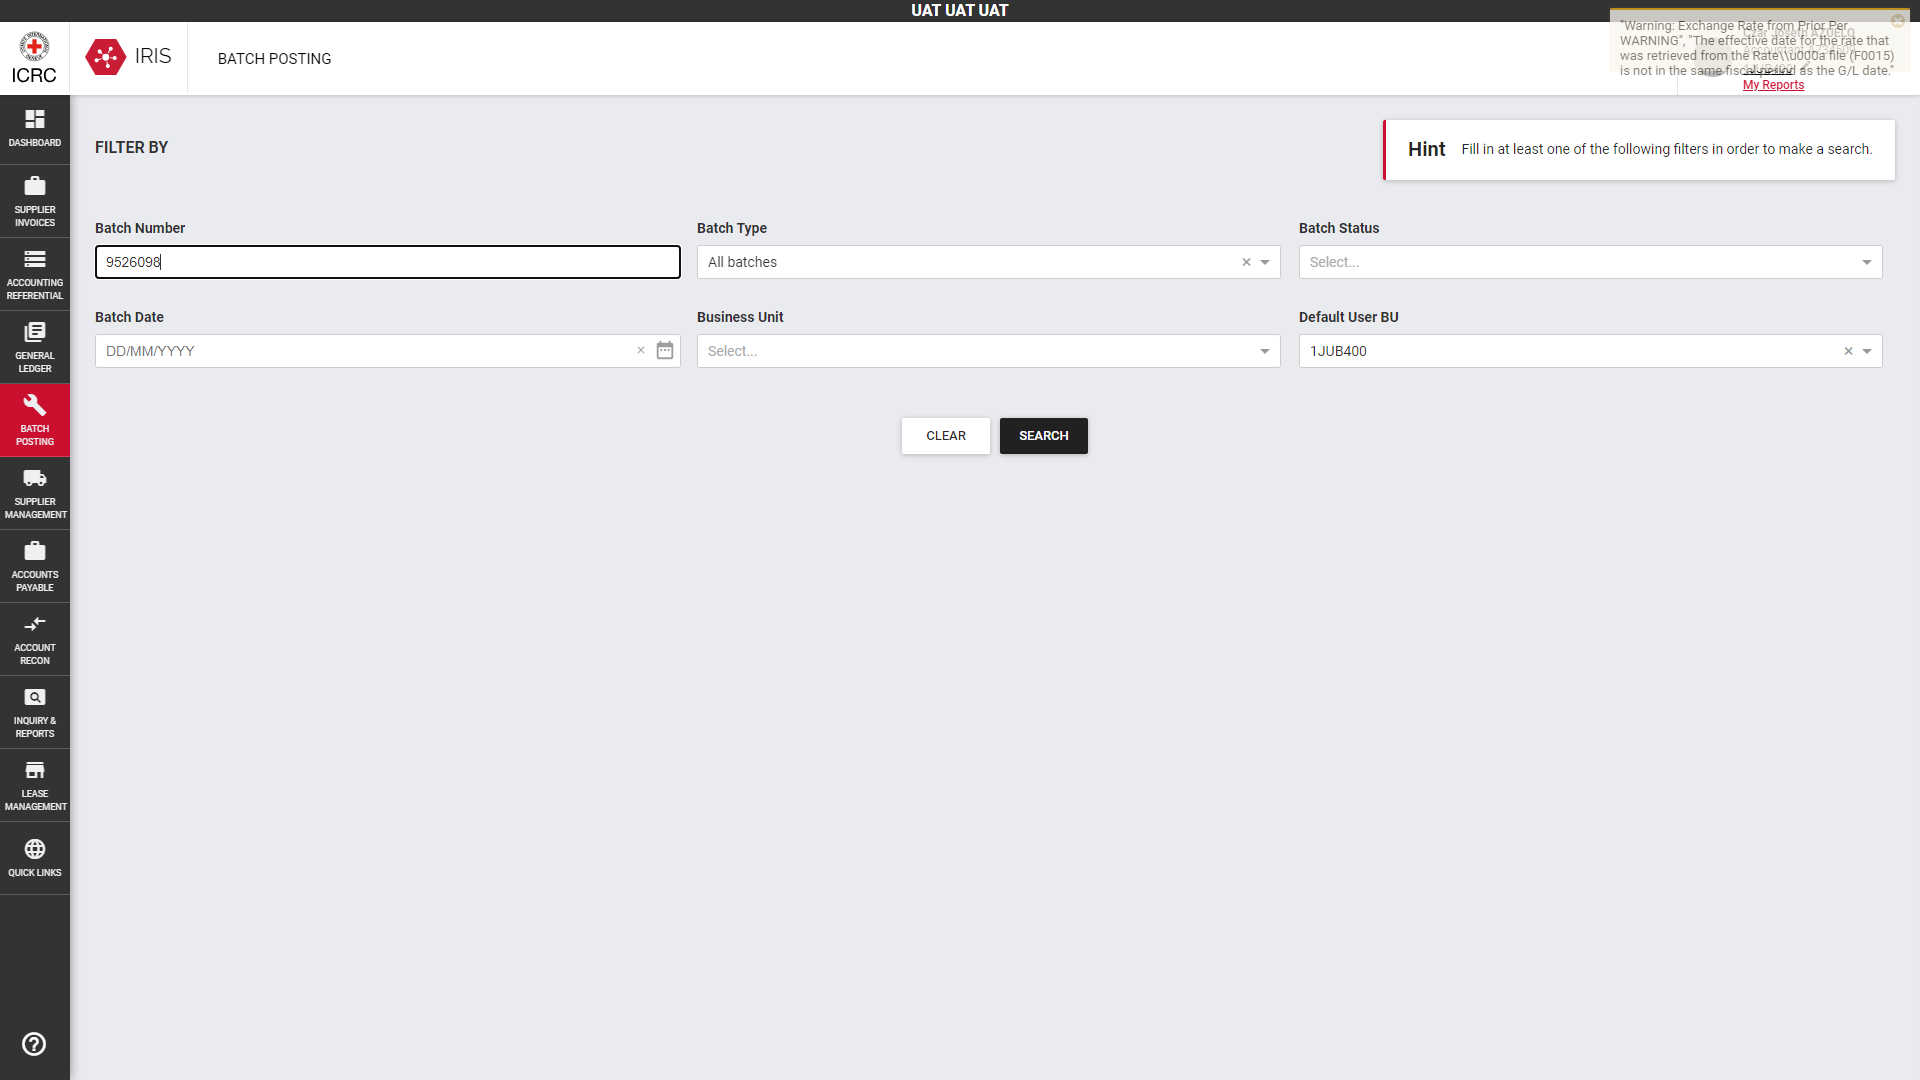 UAT UAT UAT
ICRC
IRIS
BATCH POSTING
"Warning: Exchange Rate from Prior Per
WARNING", "The effective date for the rate that
was retrieved from the Rate\\u000a file (F0015)
is not in the same fiscal period as the G/L date."
My Reports
DASHBOARD
SUPPLIER
INVOICES
ACCOUNTING
REFERENTIAL
GENERAL
LEDGER
BATCH
POSTING
SUPPLIER
MANAGEMENT
ACCOUNTS
PAYABLE
ACCOUNT
RECON
INQUIRY &
REPORTS
LEASE
MANAGEMENT
QUICK LINKS
FILTER BY
Hint Fill in at least one of the following filters in order to make a search.
Batch Number
9526098
Batch Type
All batches
Batch Status
Select...
Batch Date
DD/MM/YYYY
Business Unit
Select...
Default User BU
1JUB400
CLEAR
SEARCH